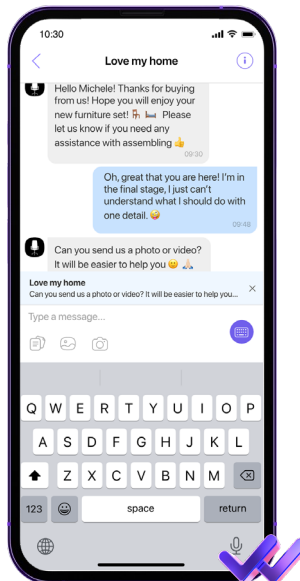 10:30
Love my home
Hello Michele! Thanks for buying
from us! Hope you will enjoy your
new furniture set! 🪑 🛏️ Please
let us know if you need any
assistance with assembling 👍
09:30
Oh, great that you are here! I'm in
the final stage, I just can't
understand what I should do with
one detail. 🤪
09:48
Can you send us a photo or video?
It will be easier to help you 🙂 🙏🏻
Love my home
Can you send us a photo or video? It will be easier to help you...
Type a message...
Q W E R T Y U I O P
A S D F G H J K L
Z X C V B N M
123 space return